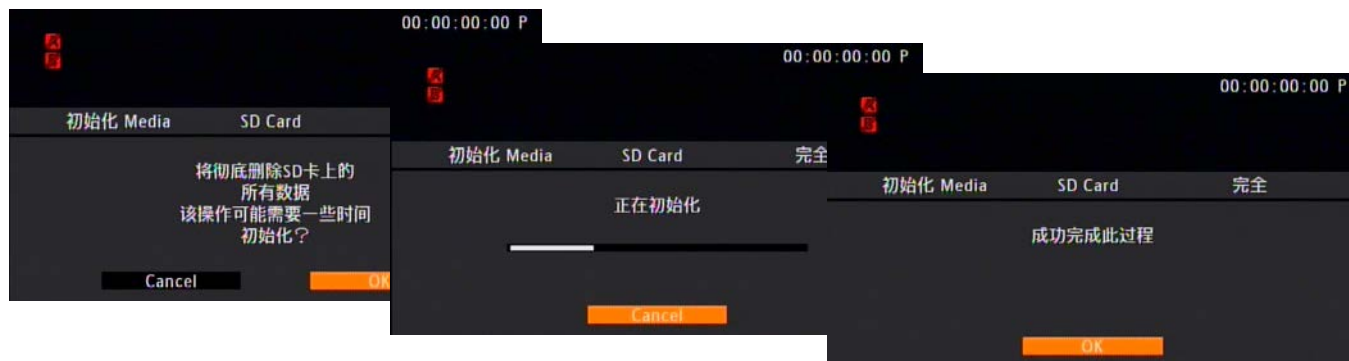 00:00:00:00 P
初始化 Media SD Card
将彻底删除SD卡上的
所有数据
该操作可能需要一些时间
初始化?
Cancel OK
00:00:00:00 P
初始化 Media SD Card 完全
正在初始化
Cancel
00:00:00:00 P
初始化 Media SD Card 完全
成功完成此过程
OK